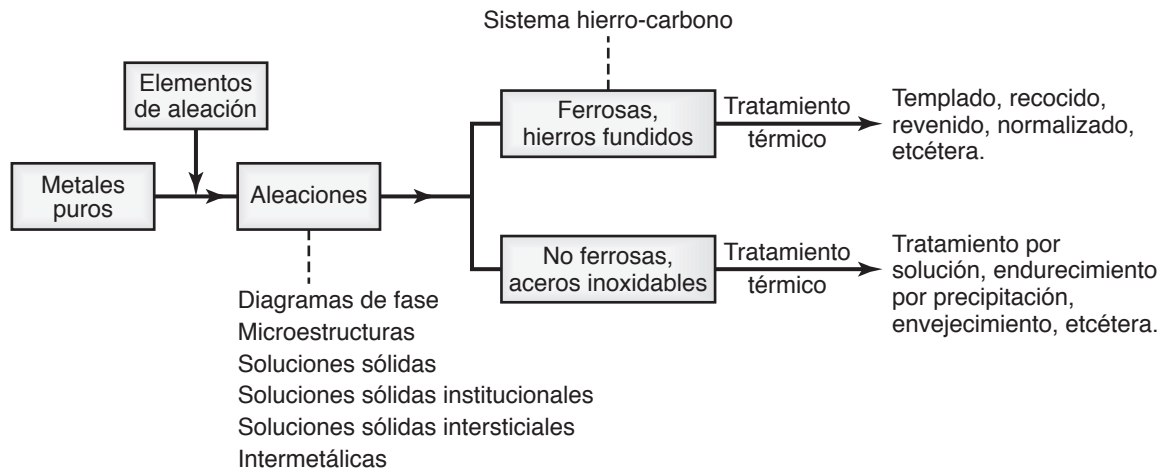 Sistema hierro-carbono
Elementos
de aleación
Metales
puros
Aleaciones
Diagramas de fase
Microestructuras
Soluciones sólidas
Soluciones sólidas institucionales
Soluciones sólidas intersticiales
Intermetálicas
Ferrosas,
hierros fundidos
Tratamiento
térmico
Templado, recocido,
revenido, normalizado,
etcétera.
No ferrosas,
aceros inoxidables
Tratamiento
térmico
Tratamiento por
solución, endurecimiento
por precipitación,
envejecimiento, etcétera.